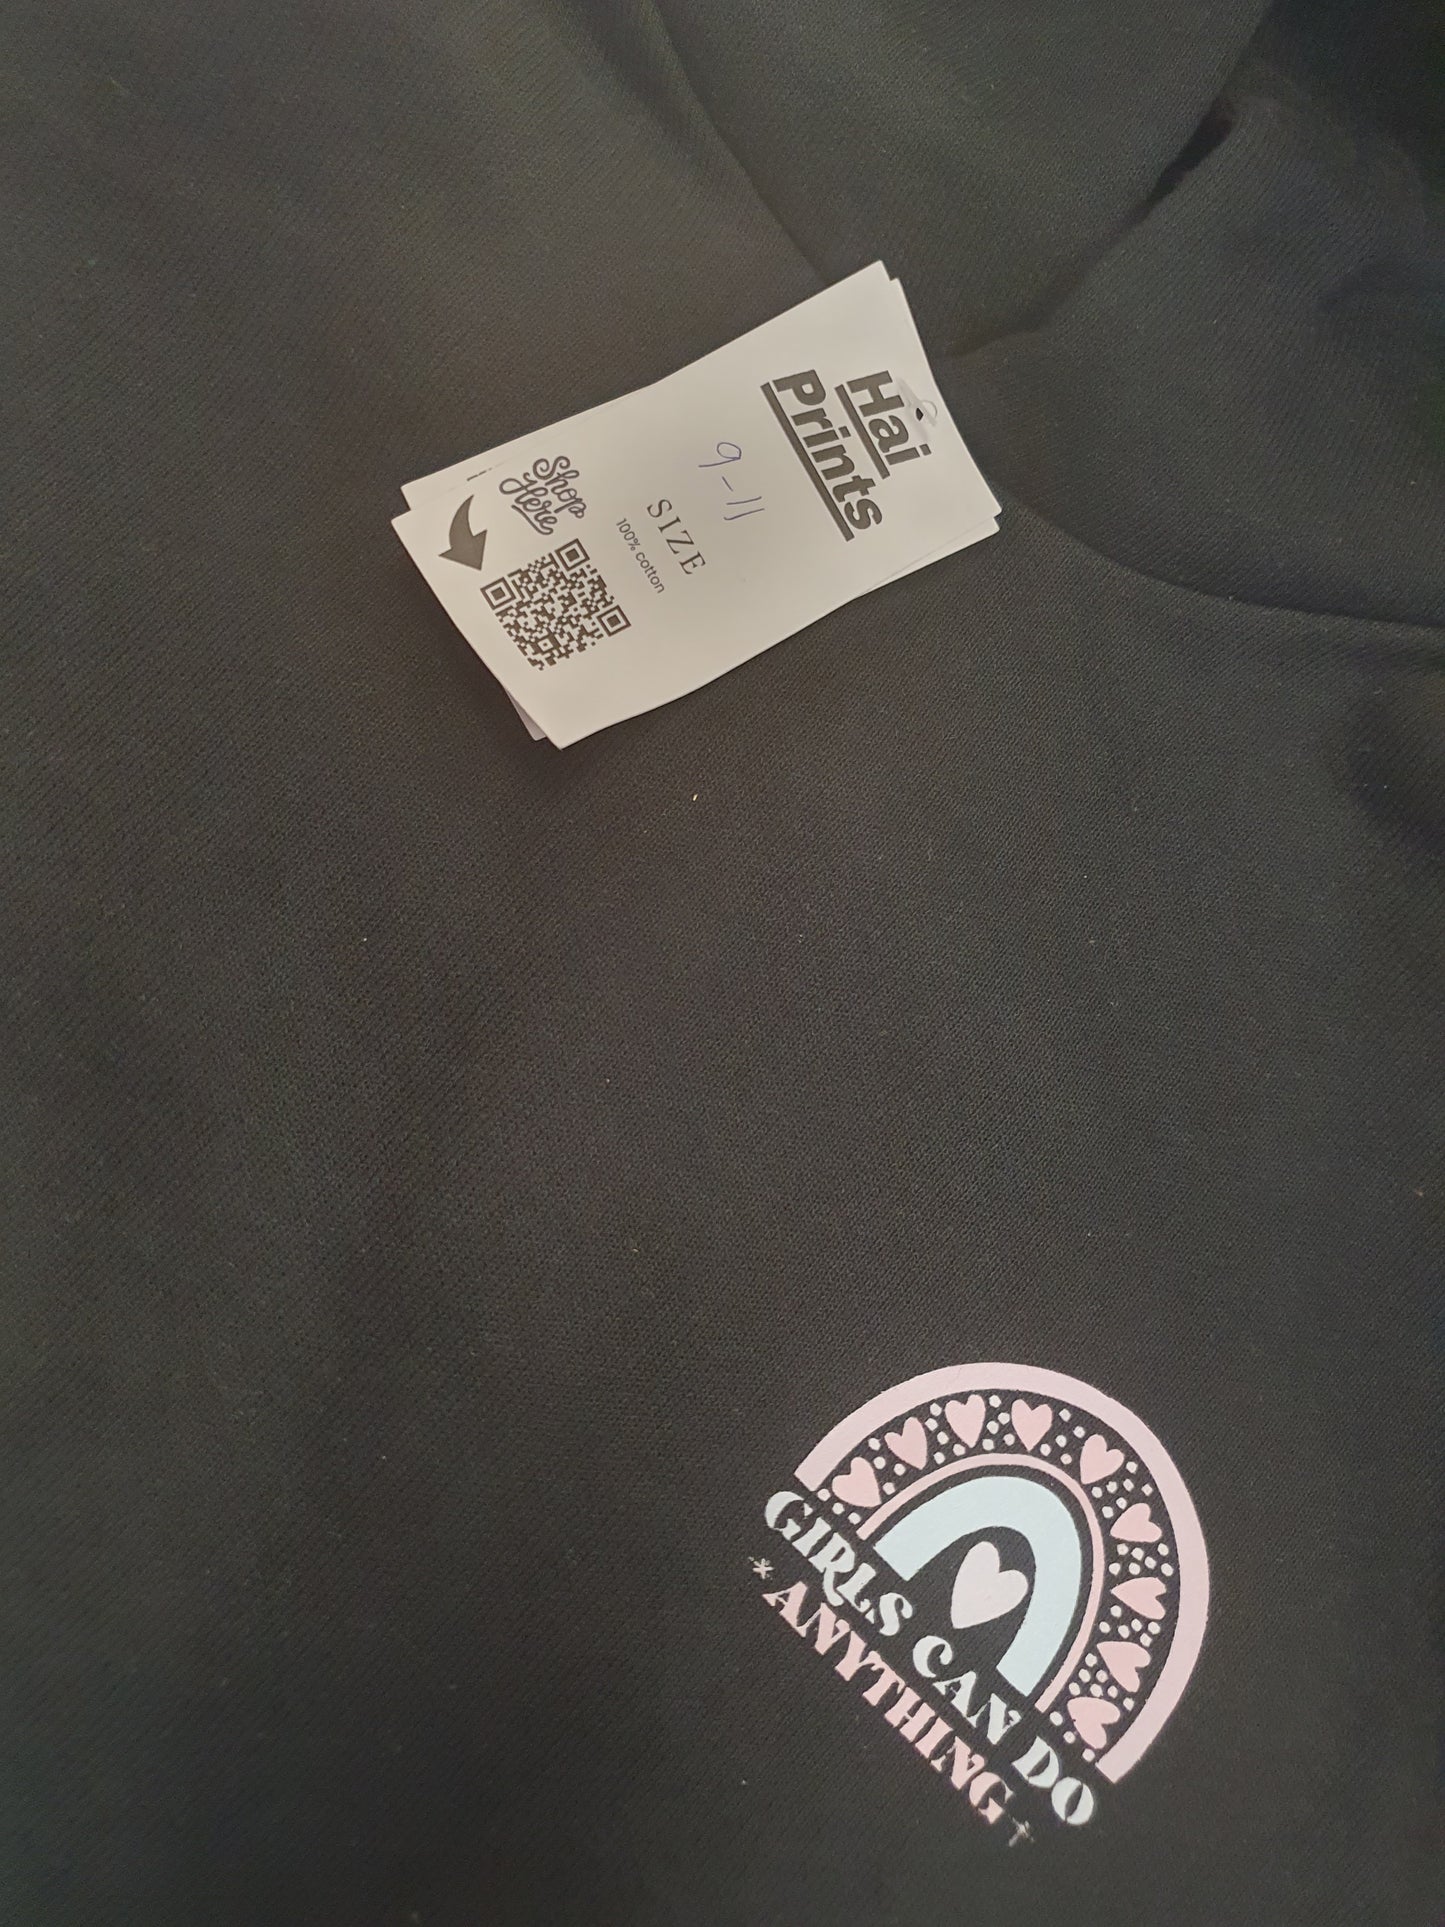 Hai
Prints
9-11
SIZE
100% cotton
Shop
Here
GIRLS CAN DO
*ANYTHING*